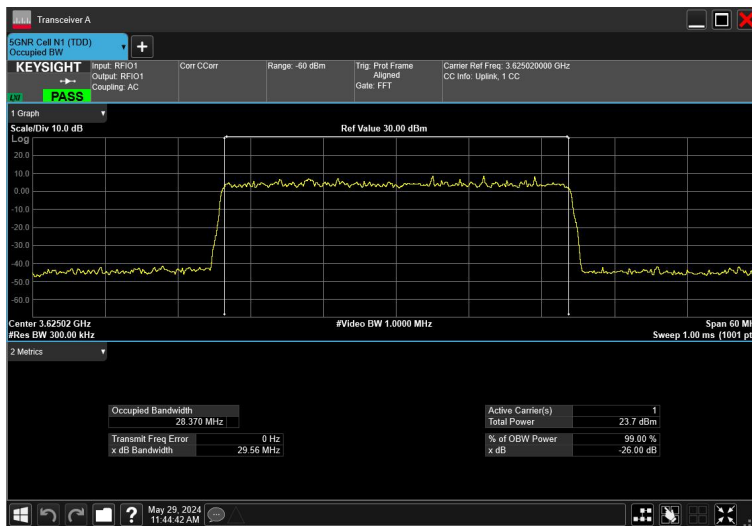 Transceiver A
5GNR Cell N1 (TDD)
Occupied BW
KEYSIGHT
LXI
PASS
Input: RFIO1
Output: RFIO1
Coupling: AC
Corr CCorr
Range: -60 dBm
Trig: Prot Frame
Aligned
Gate: FFT
Carrier Ref Freq: 3.625020000 GHz
CC Info: Uplink, 1 CC
1 Graph
Scale/Div 10.0 dB
Ref Value 30.00 dBm
Log
20.0
10.0
0.00
-10.0
-20.0
-30.0
-40.0
-50.0
-60.0
Center 3.62502 GHz
#Video BW 1.0000 MHz
Span 60 MH
#Res BW 300.00 kHz
Sweep 1.00 ms (1001 pt
2 Metrics
Occupied Bandwidth
28.370 MHz
Transmit Freq Error 0 Hz
x dB Bandwidth 29.56 MHz
Active Carrier(s) 1
Total Power 23.7 dBm
% of OBW Power 99.00 %
x dB -26.00 dB
May 29, 2024
11:44:42 AM